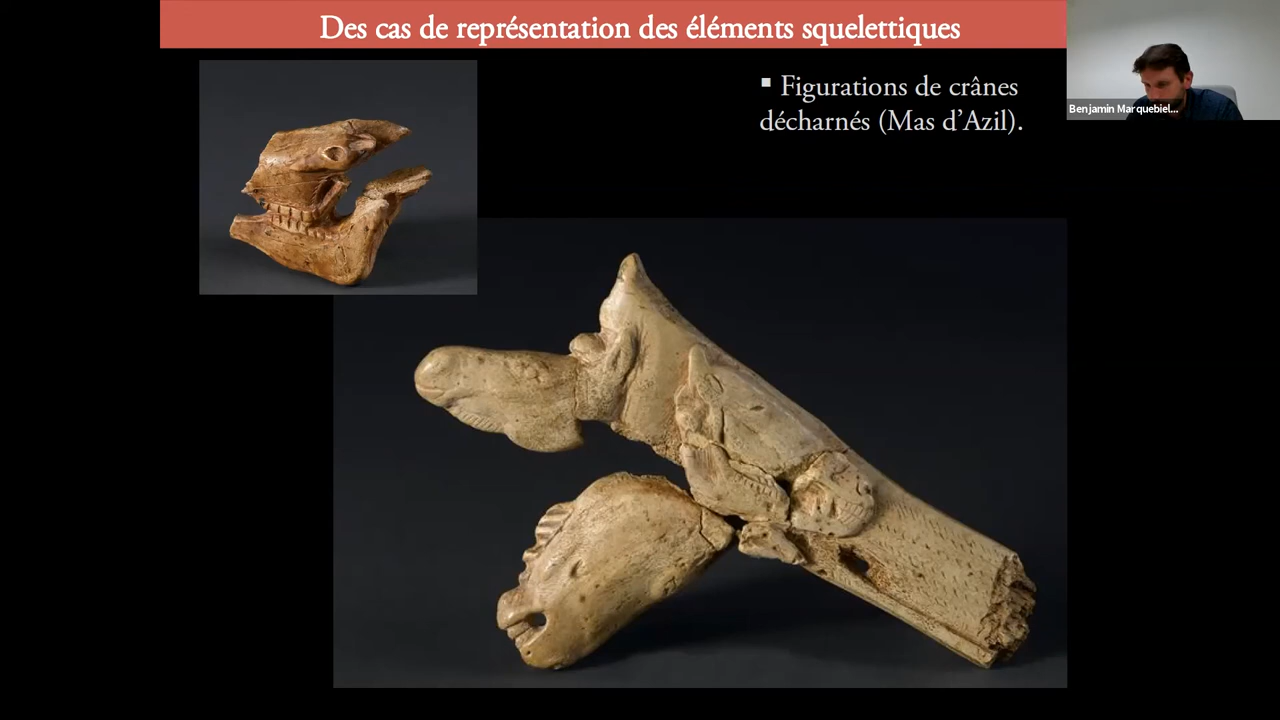 Des cas de représentation des éléments squelettiques
▪ Figurations de crânes
décharnés (Mas d’Azil).
Benjamin Marquebiel...